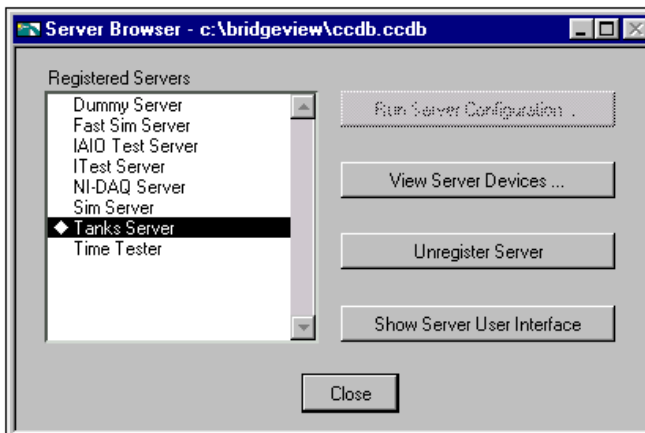 Server Browser - c:\bridgeview\ccdb.ccdb
Registered Servers
Dummy Server
Fast Sim Server
IAIO Test Server
ITest Server
NI-DAQ Server
Sim Server
Tanks Server
Time Tester
Run Server Configuration ..
View Server Devices ...
Unregister Server
Show Server User Interface
Close